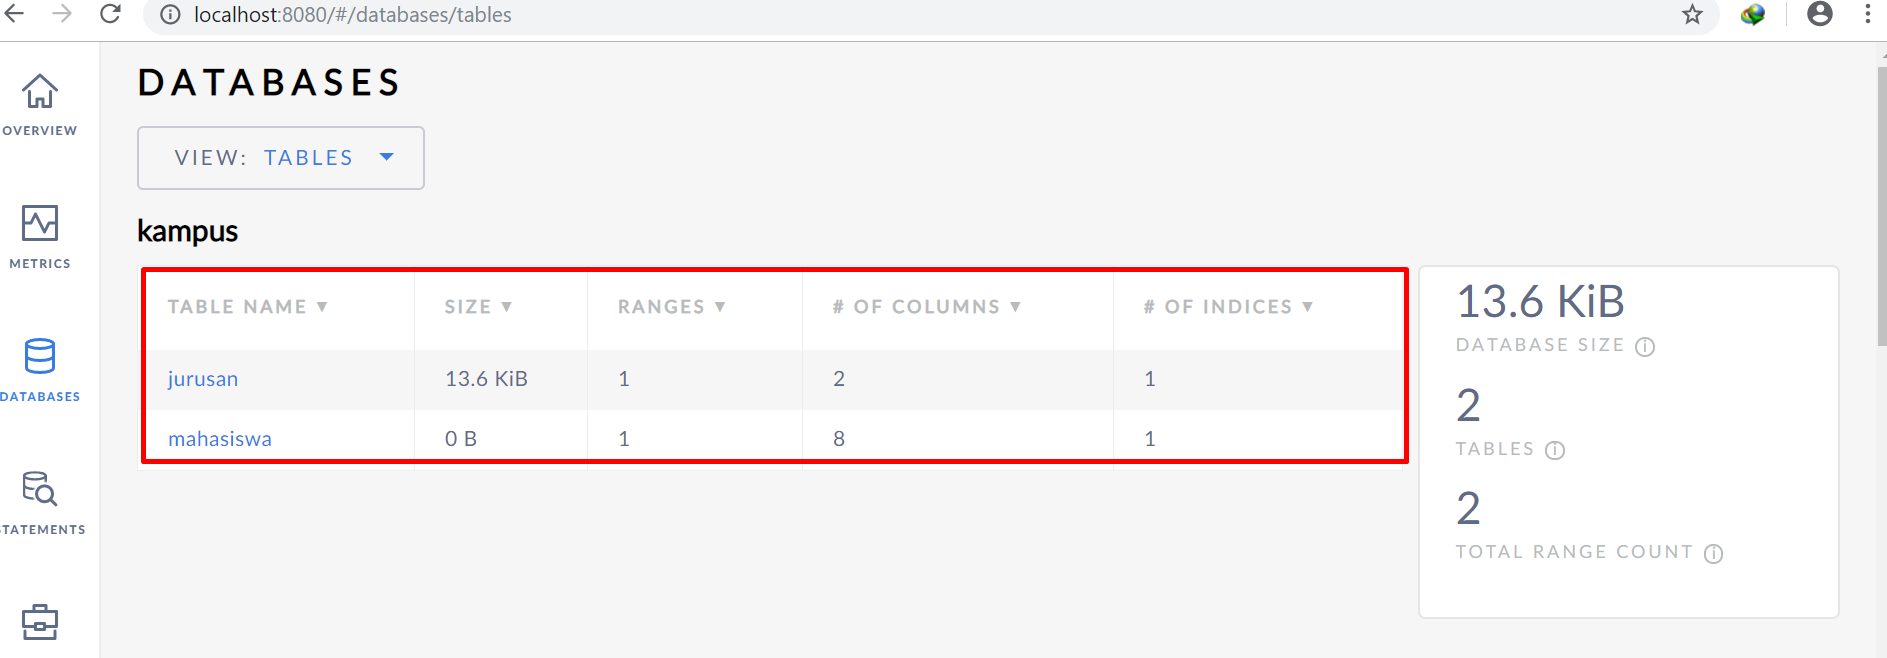 localhost:8080/#/databases/tables
OVERVIEW
METRICS
DATABASES
STATEMENTS
DATABASES
VIEW: TABLES
kampus
TABLE NAME ▼ SIZE ▼ RANGES ▼ # OF COLUMNS ▼ # OF INDICES ▼
jurusan 13.6 KiB 1 2 1
mahasiswa 0 B 1 8 1
13.6 KiB
DATABASE SIZE
2
TABLES
2
TOTAL RANGE COUNT